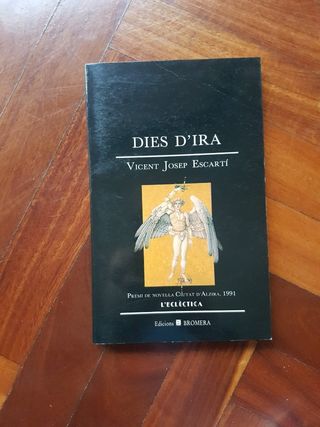 DIES D'IRA
VICENT JOSEP ESCARTÍ
PREMI DE NOVEL·LA CIUTAT D'ALZIRA, 1991
L'ECLÈCTICA
Edicions BROMERA